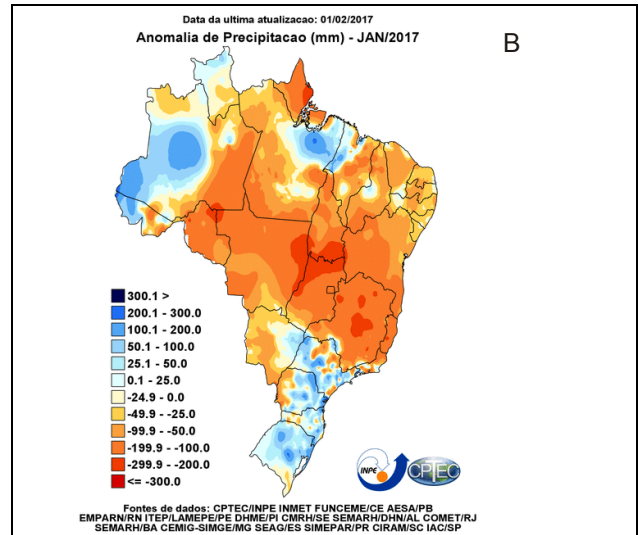 Data da ultima atualizacao: 01/02/2017
Anomalia de Precipitacao (mm) - JAN/2017
B
300.1 >
200.1 - 300.0
100.1 - 200.0
50.1 - 100.0
25.1 - 50.0
0.1 - 25.0
-24.9 - 0.0
-49.9 - -25.0
-99.9 - -50.0
-199.9 - -100.0
-299.9 - -200.0
<= -300.0
INPE
CPTEC
Fontes de dados: CPTEC/INPE INMET FUNCEME/CE AESA/PB
EMPARN/RN ITEP/LAMEPE/PE DHME/PI CMRH/SE SEMARH/DHN/AL COMET/RJ
SEMARH/BA CEMIG-SIMGE/MG SEAG/ES SIMEPAR/PR CIRAM/SC IAC/SP